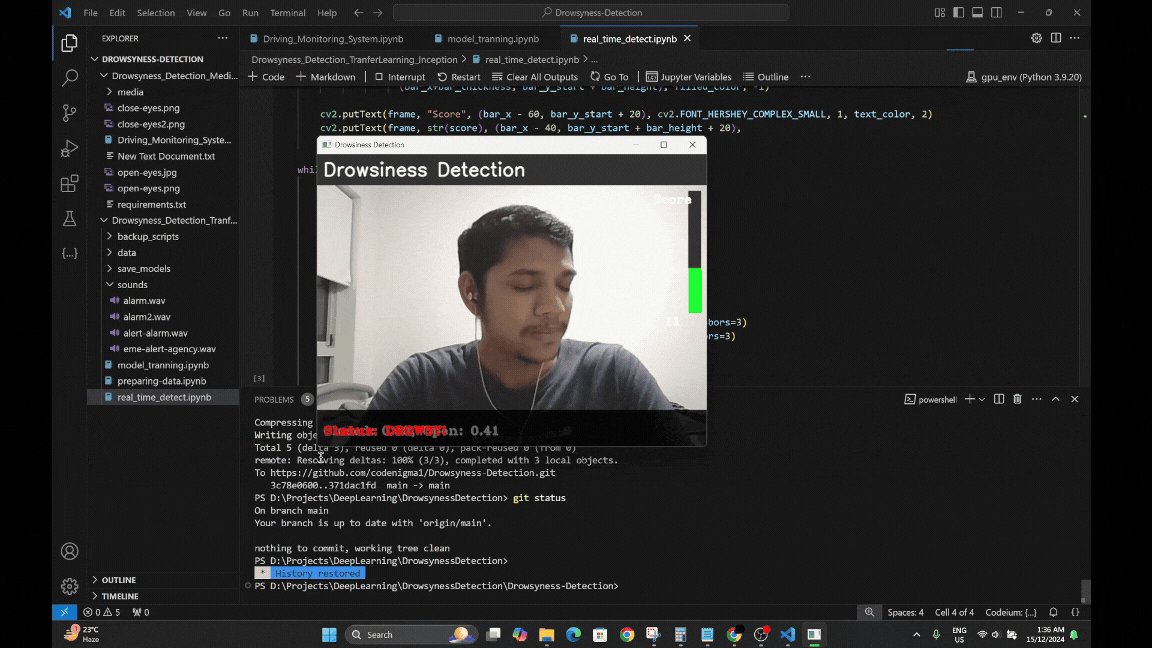 File Edit Selection View Go Run Terminal Help
Drowsyness-Detection
EXPLORER
DROWSYNESS-DETECTION
Drowsyness_Detection_Medi...
media
close-eyes.png
close-eyes2.png
Driving_Monitoring_Syste...
New Text Document.txt
open-eyes.jpg
open-eyes.png
requirements.txt
Drowsyness_Detection_Tranf...
backup_scripts
data
save_models
sounds
alarm.wav
alarm2.wav
alert-alarm.wav
eme-alert-agency.wav
model_tranning.ipynb
preparing-data.ipynb
real_time_detect.ipynb
OUTLINE
TIMELINE
Driving_Monitoring_System.ipynb model_tranning.ipynb real_time_detect.ipynb
Drowsyness_Detection_TranferLearning_Inception > real_time_detect.ipynb > ...
+ Code + Markdown Interrupt Restart Clear All Outputs Go To Jupyter Variables Outline ... gpu_env (Python 3.9.20)
cv2.putText(frame, "Score", (bar_x - 60, bar_y_start + 20), cv2.FONT_HERSHEY_COMPLEX_SMALL, 1, text_color, 2)
cv2.putText(frame, str(score), (bar_x - 40, bar_y_start + bar_height + 20),
whi
bors=3)
rs=3)
[3]
Drowsiness Detection
Drowsiness Detection
Score
11
Open: 0.41
PROBLEMS 5
powershell
Compressing
Writing obje
Total 5 (delta 3), reused 0 (delta 0), pack-reused 0 (from 0)
remote: Resolving deltas: 100% (3/3), completed with 3 local objects.
To https://github.com/codenigma1/Drowsyness-Detection.git
3c78e0600..371dac1fd main -> main
PS D:\Projects\DeepLearning\DrowsynessDetection> git status
On branch main
Your branch is up to date with 'origin/main'.
nothing to commit, working tree clean
PS D:\Projects\DeepLearning\DrowsynessDetection>
* History restored
PS D:\Projects\DeepLearning\DrowsynessDetection\Drowsyness-Detection>
0 5 0
Spaces: 4 Cell 4 of 4 Codeium: {...}
23°C
Haze
Search
ENG
US
1:36 AM
15/12/2024